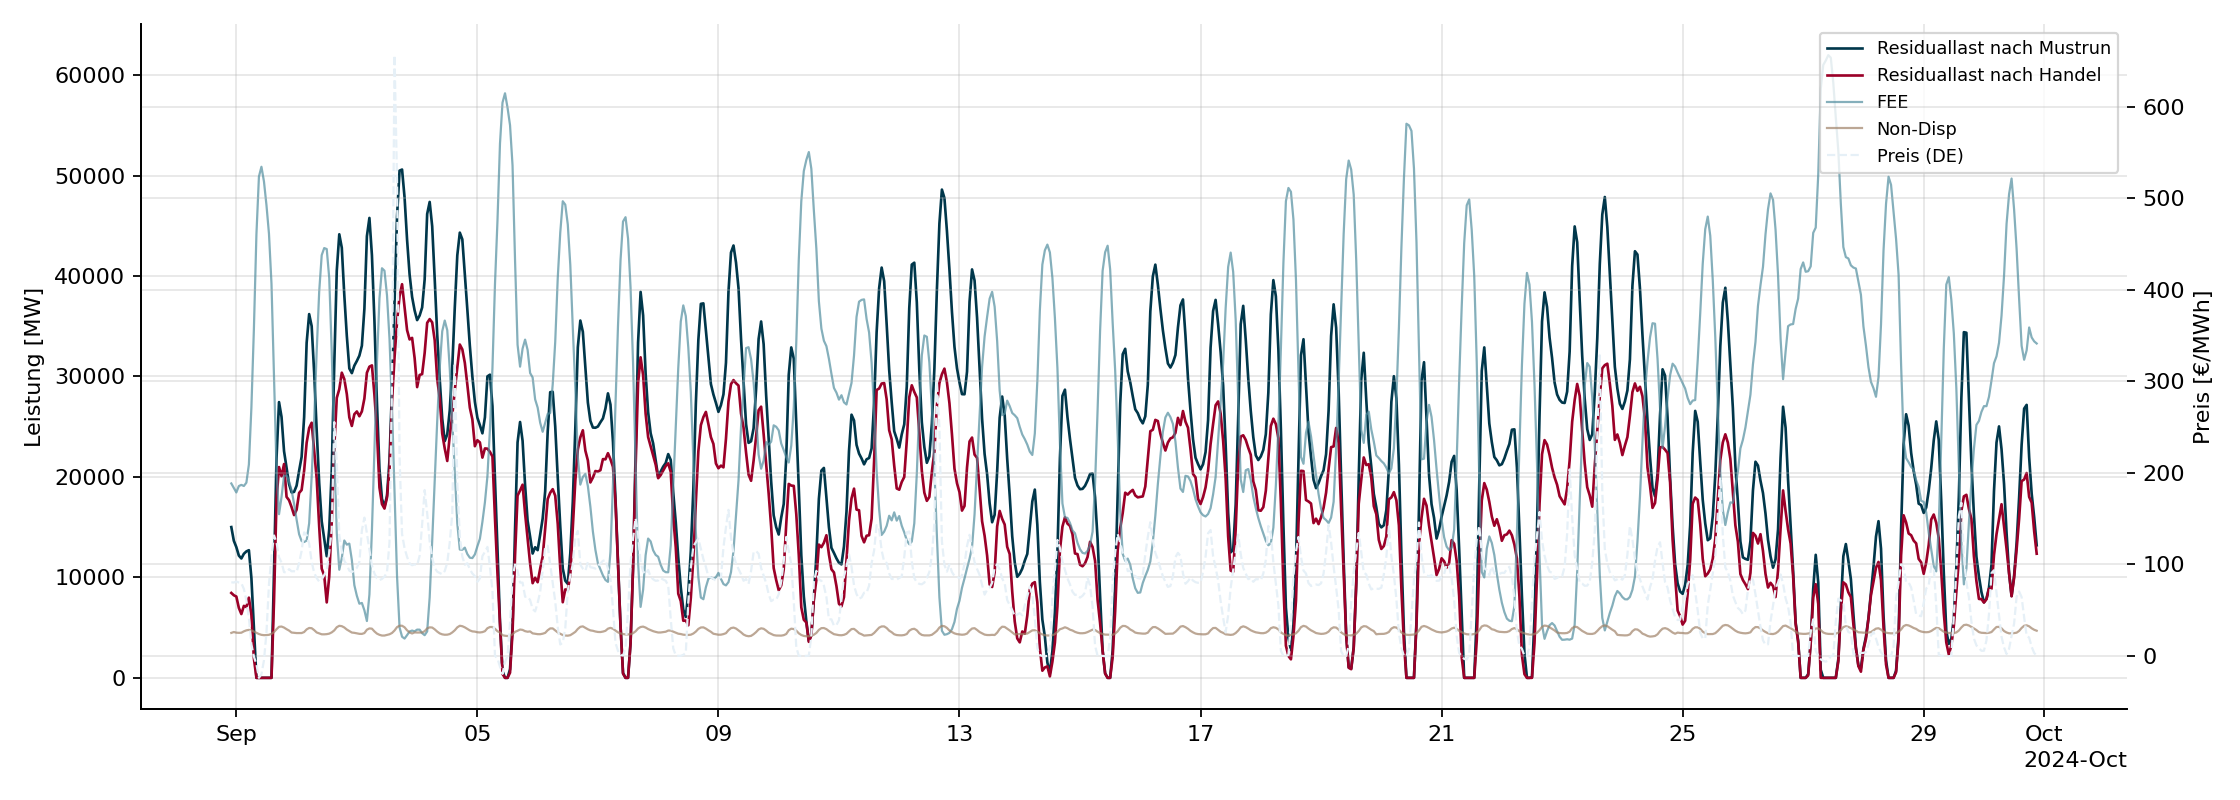 Residuallast nach Mustrun
Residuallast nach Handel
FEE
Non-Disp
Preis (DE)
Leistung [MW]
60000
50000
40000
30000
20000
10000
0
Preis [€/MWh]
600
500
400
300
200
100
0
Sep
05
09
13
17
21
25
29
Oct
2024-Oct